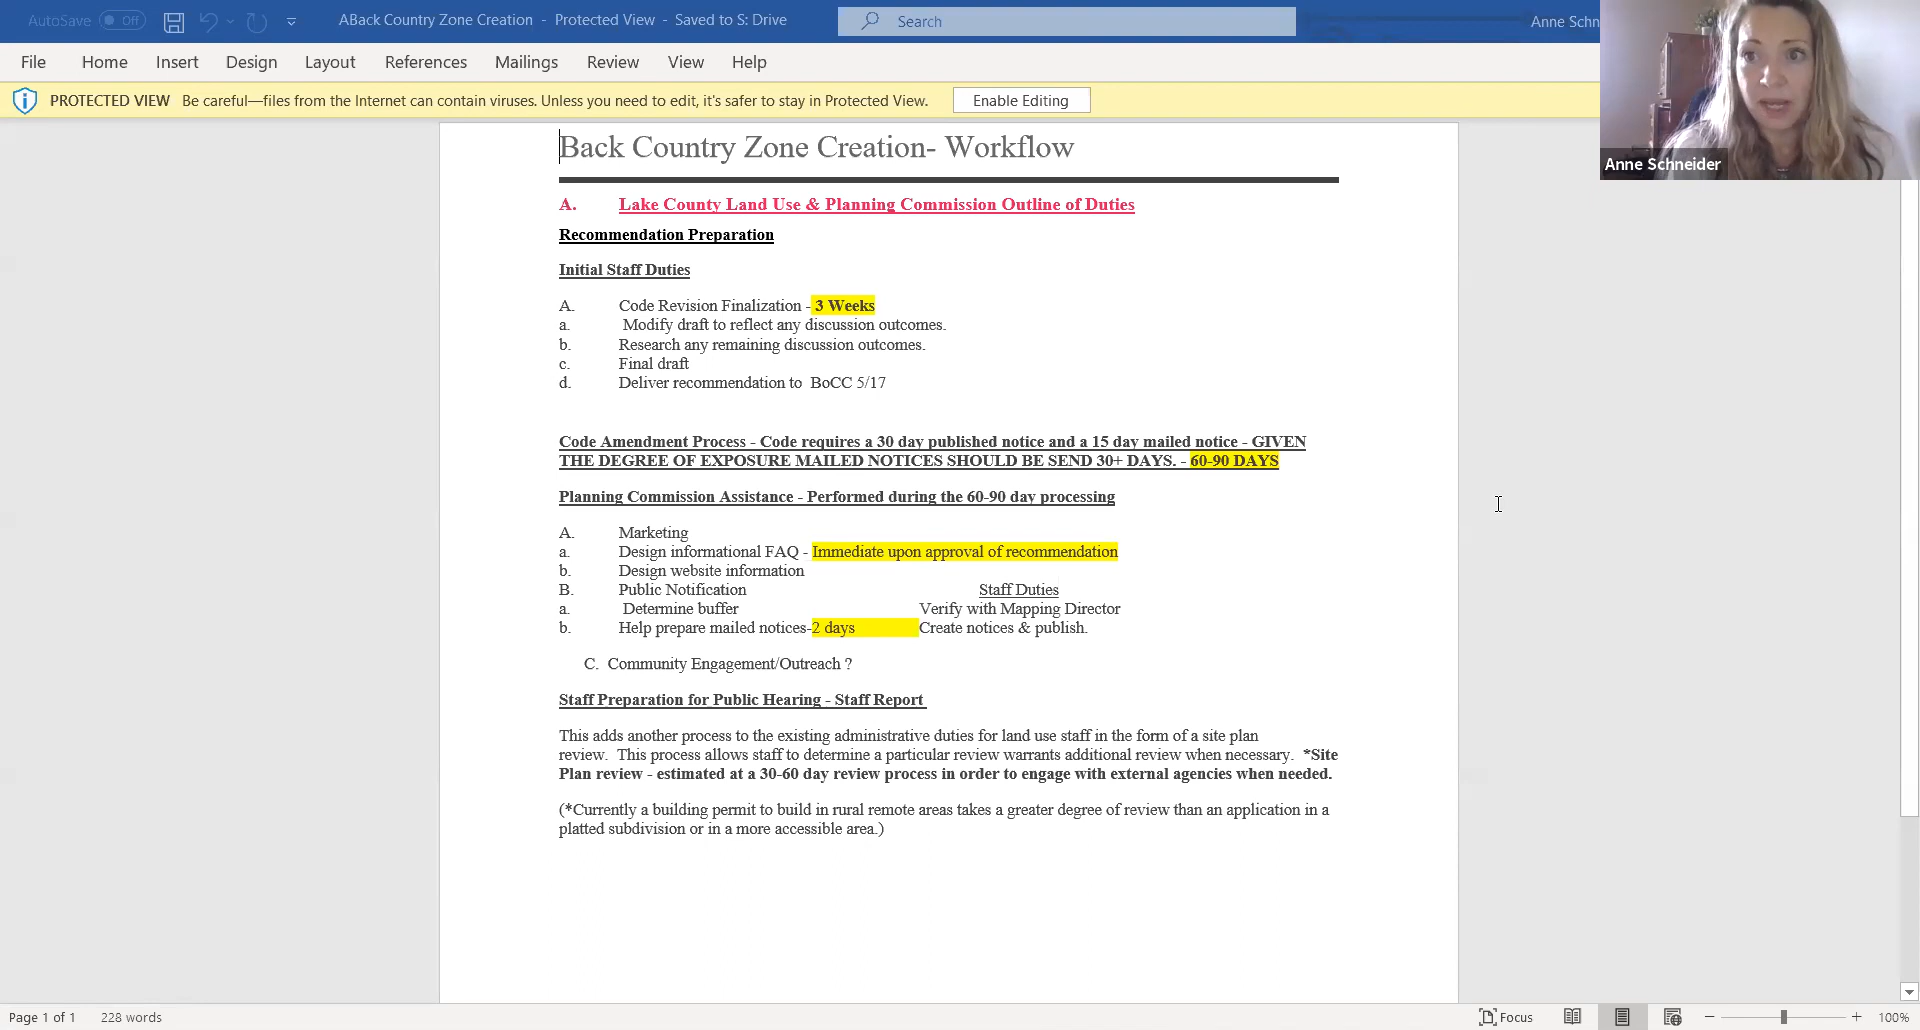 AutoSave Off ABack Country Zone Creation - Protected View - Saved to S: Drive Search Anne Schn
File Home Insert Design Layout References Mailings Review View Help
PROTECTED VIEW Be careful—files from the Internet can contain viruses. Unless you need to edit, it's safer to stay in Protected View. Enable Editing
Anne Schneider
Back Country Zone Creation- Workflow
A. Lake County Land Use & Planning Commission Outline of Duties
Recommendation Preparation
Initial Staff Duties
A. Code Revision Finalization - 3 Weeks
a. Modify draft to reflect any discussion outcomes.
b. Research any remaining discussion outcomes.
c. Final draft
d. Deliver recommendation to BoCC 5/17
Code Amendment Process - Code requires a 30 day published notice and a 15 day mailed notice - GIVEN
THE DEGREE OF EXPOSURE MAILED NOTICES SHOULD BE SEND 30+ DAYS. - 60-90 DAYS
Planning Commission Assistance - Performed during the 60-90 day processing
A. Marketing
a. Design informational FAQ - Immediate upon approval of recommendation
b. Design website information
B. Public Notification Staff Duties
a. Determine buffer Verify with Mapping Director
b. Help prepare mailed notices-2 days Create notices & publish.
C. Community Engagement/Outreach ?
Staff Preparation for Public Hearing - Staff Report
This adds another process to the existing administrative duties for land use staff in the form of a site plan
review. This process allows staff to determine a particular review warrants additional review when necessary. *Site
Plan review - estimated at a 30-60 day review process in order to engage with external agencies when needed.
(*Currently a building permit to build in rural remote areas takes a greater degree of review than an application in a
platted subdivision or in a more accessible area.)
Page 1 of 1 228 words Focus 100%